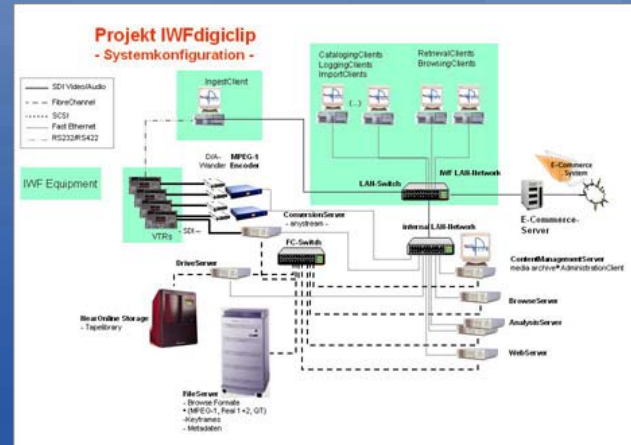 Projekt IWFdigiclip
- Systemkonfiguration -
SDI Video/Audio
FibreChannel
SCSI
Fast Ethernet
RS232/RS422
IngestClient
CatalogingClients
LoggingClients
ImportClients
RetrievalClients
BrowsingClients
(...)
IWF Equipment
D/A-
Wandler
MPEG-1
Encoder
LAN-Switch
IWF LAN-Network
E-Commerce
System
E-Commerce-
Server
VTRs
- SDI -
ConversionServer
- anystream -
internal LAN-Network
FC-Switch
DriveServer
ContentManagementServer
media archive® AdministrationClient
BrowseServer
AnalysisServer
WebServer
NearOnline Storage
- Tapelibrary
FileServer
- Browse Formate
• (MPEG-1, Real 1+2, QT)
-Keyframes
- Metadaten